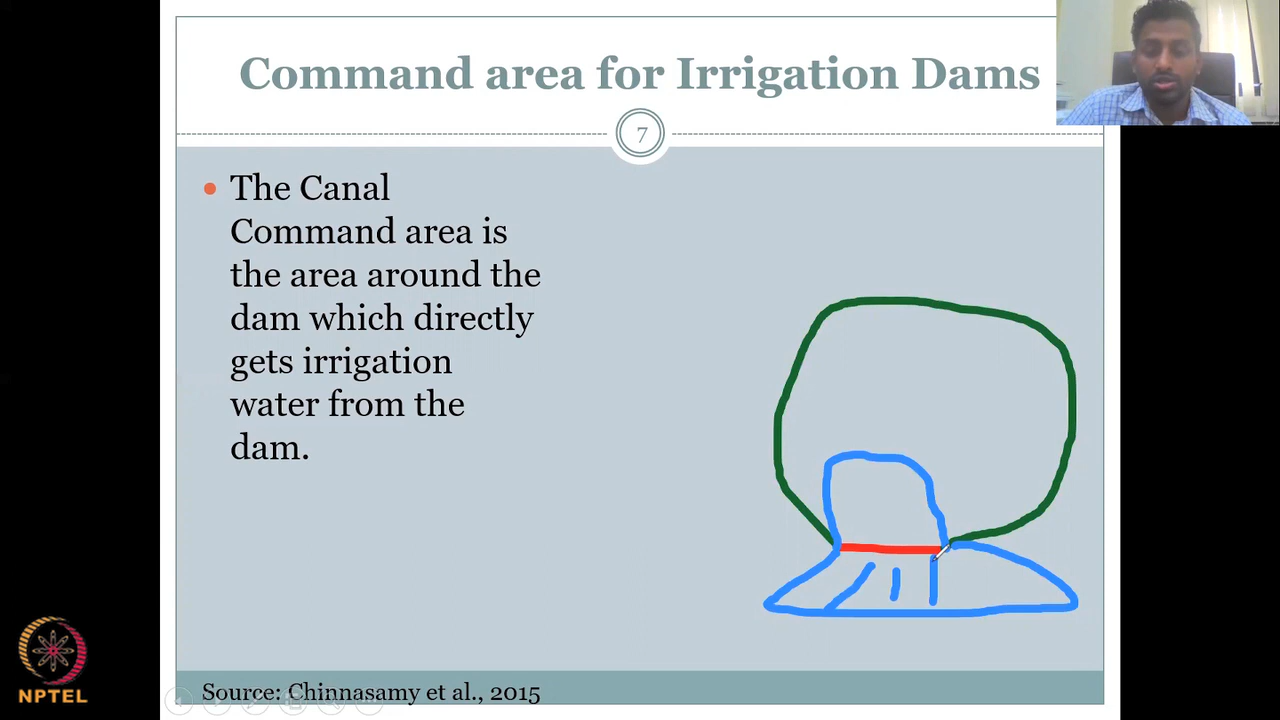 Command area for Irrigation Dams
7
• The Canal
Command area is
the area around the
dam which directly
gets irrigation
water from the
dam.
NPTEL
Source: Chinnasamy et al., 2015